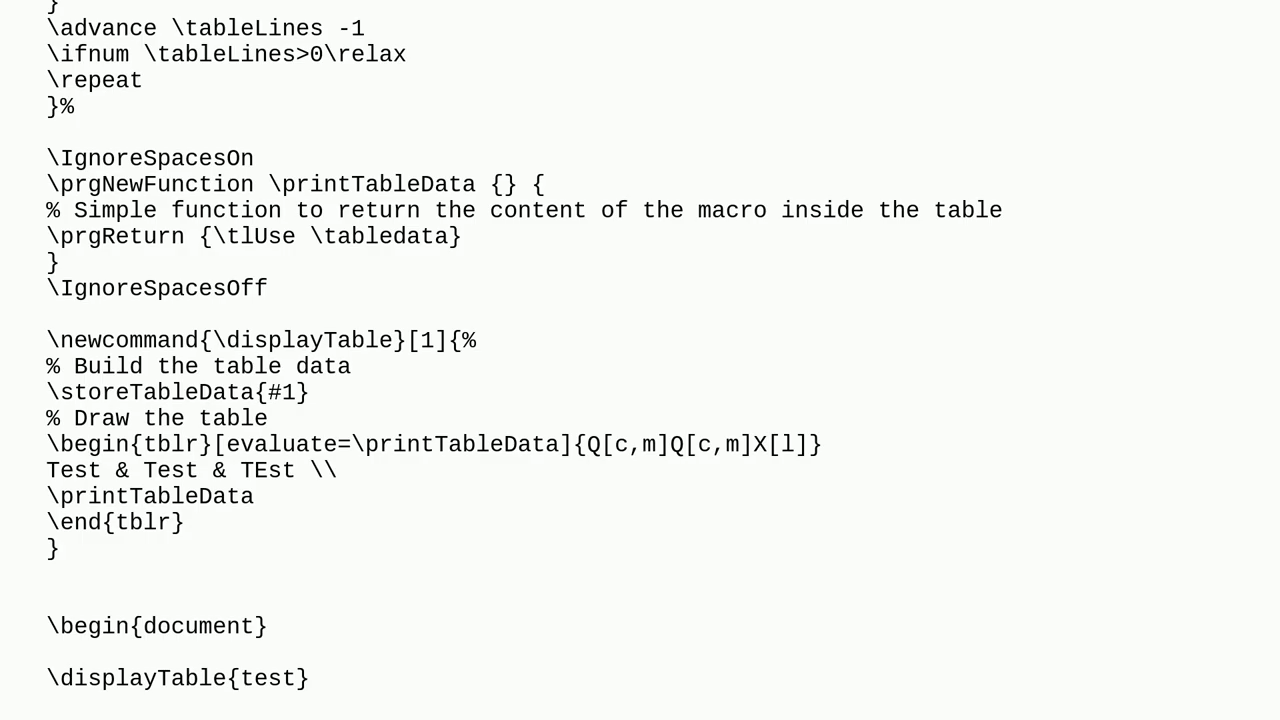 }
\advance \tableLines -1
\ifnum \tableLines>0\relax
\repeat
}%
\IgnoreSpacesOn
\prgNewFunction \printTableData {} {
% Simple function to return the content of the macro inside the table
\prgReturn {\tlUse \tabledata}
}
\IgnoreSpacesOff
\newcommand{\displayTable}[1]{%
% Build the table data
\storeTableData{#1}
% Draw the table
\begin{tblr}[evaluate=\printTableData]{Q[c,m]Q[c,m]X[l]}
Test & Test & TEst \\
\printTableData
\end{tblr}
}
\begin{document}
\displayTable{test}